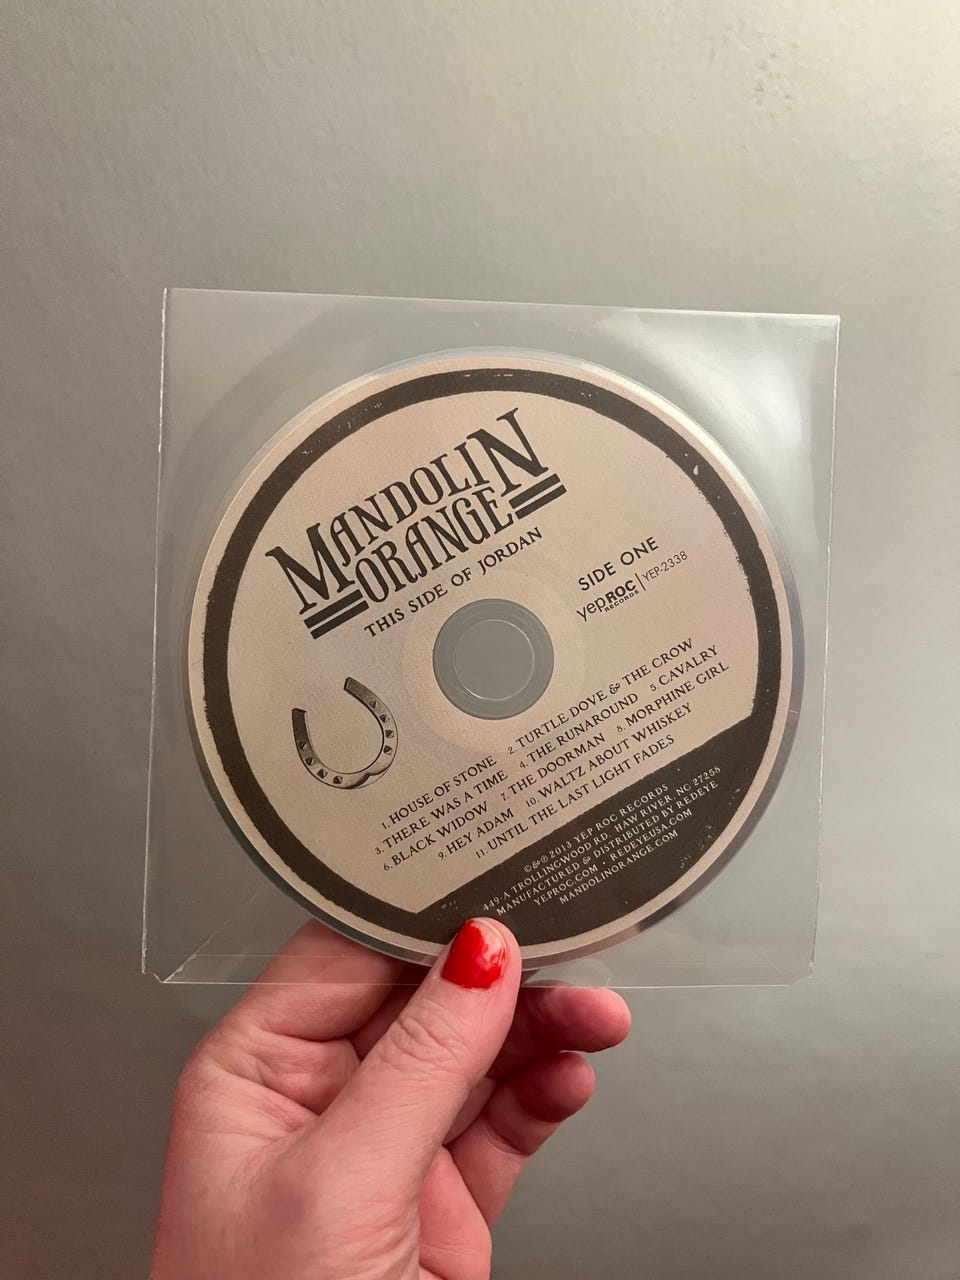 MANDOLIN
ORANGE
THIS SIDE OF JORDAN
SIDE ONE
yepROC RECORDS | YEP-2338
1. HOUSE OF STONE 2. TURTLE DOVE & THE CROW
3. THERE WAS A TIME 4. THE RUNAROUND 5. CAVALRY
6. BLACK WIDOW 7. THE DOORMAN 8. MORPHINE GIRL
9. HEY ADAM 10. WALTZ ABOUT WHISKEY
11. UNTIL THE LAST LIGHT FADES
©&℗ 2013 YEP ROC RECORDS
449-A TROLLINGWOOD RD. HAW RIVER, NC 27258
MANUFACTURED & DISTRIBUTED BY REDEYE
YEPROC.COM • REDEYEUSA.COM
MANDOLINORANGE.COM